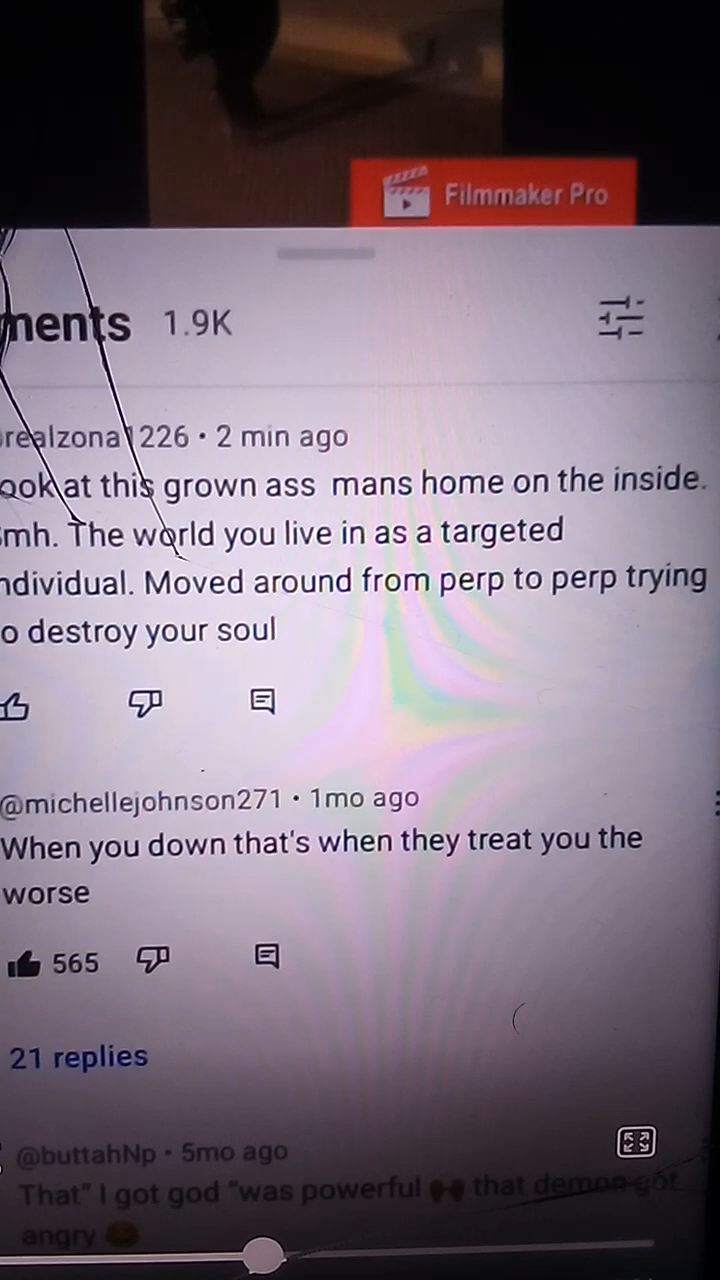 Filmmaker Pro
ments 1.9K
realzona1226 • 2 min ago
ook at this grown ass mans home on the inside.
mh. The world you live in as a targeted
ndividual. Moved around from perp to perp trying
o destroy your soul
@michellejohnson271 • 1mo ago
When you down that's when they treat you the
worse
565
21 replies
@buttahNp • 5mo ago
That" I got god "was powerful 🙌🏿 that demon got
angry 😂